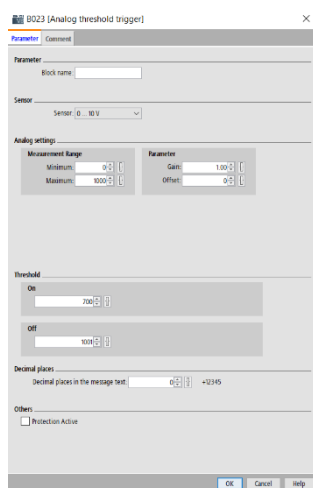 B023 [Analog threshold trigger]
Parameter Comment
Parameter
Block name:
Sensor
Sensor: 0 ... 10 V
Analog settings
Measurement Range Parameter
Minimum: 0 Gain: 1.00
Maximum: 1000 Offset: 0
Threshold
On
700
Off
1001
Decimal places
Decimal places in the message text: 0 +12345
Others
Protection Active
OK Cancel Help